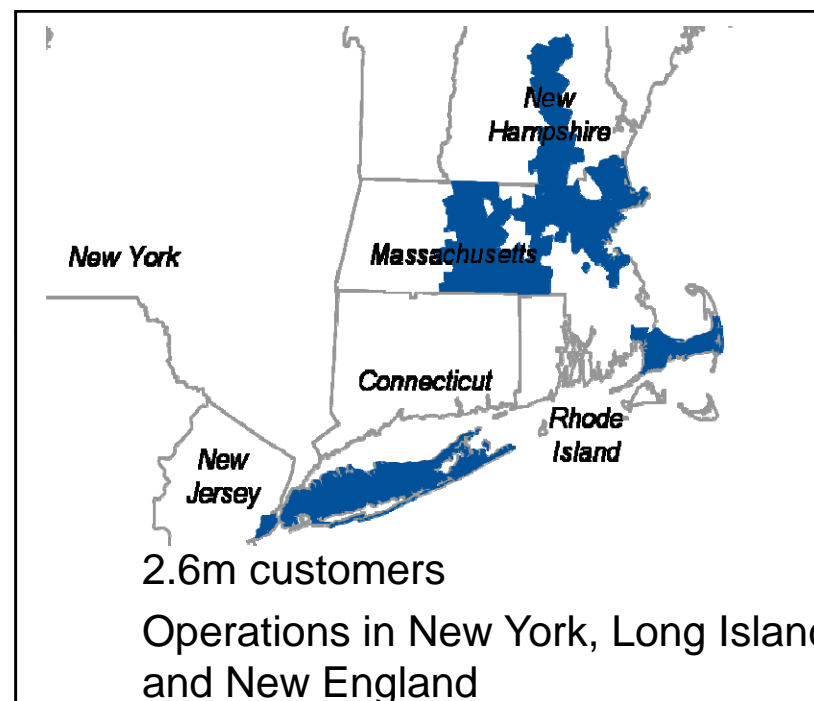 New
Hampshire
New York
Massachusetts
Connecticut
Rhode
Island
New
Jersey
2.6m customers
Operations in New York, Long Island
and New England